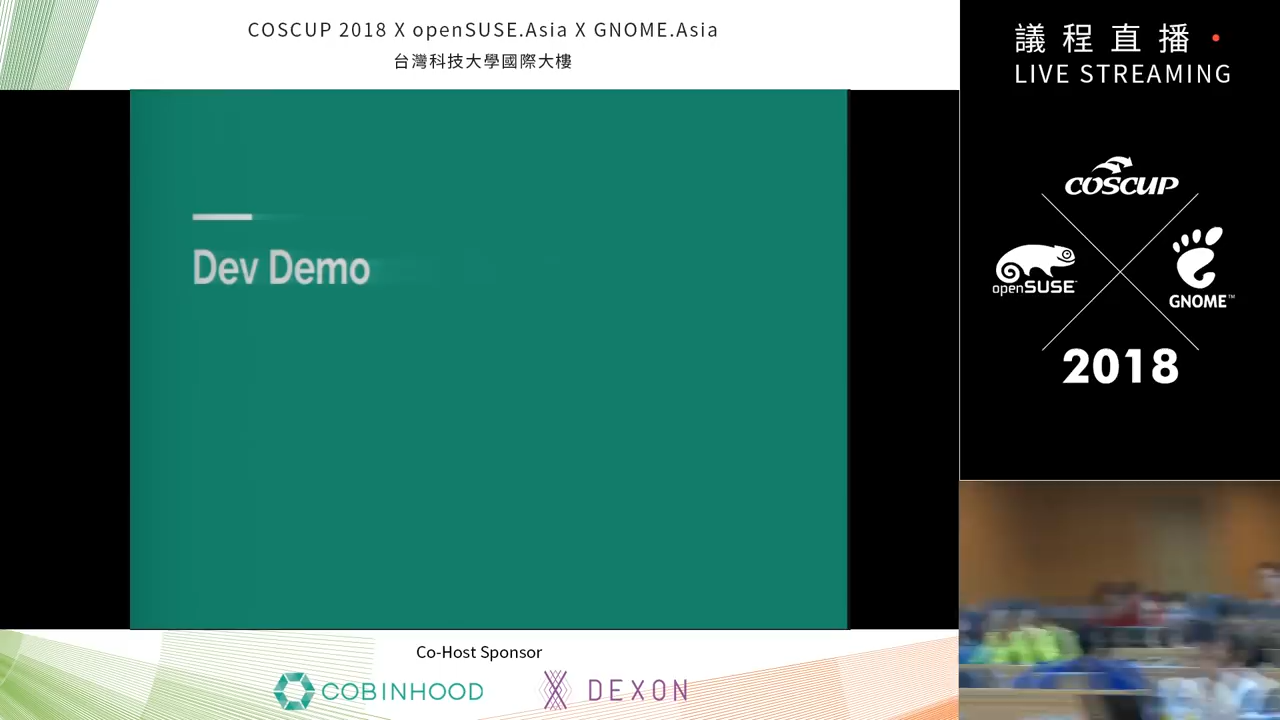 COSCUP 2018 X openSUSE.Asia X GNOME.Asia
台灣科技大學國際大樓
Dev Demo
議程直播
LIVE STREAMING
COSCUP
openSUSE
GNOME™
2018
Co-Host Sponsor
COBINHOOD
DEXON